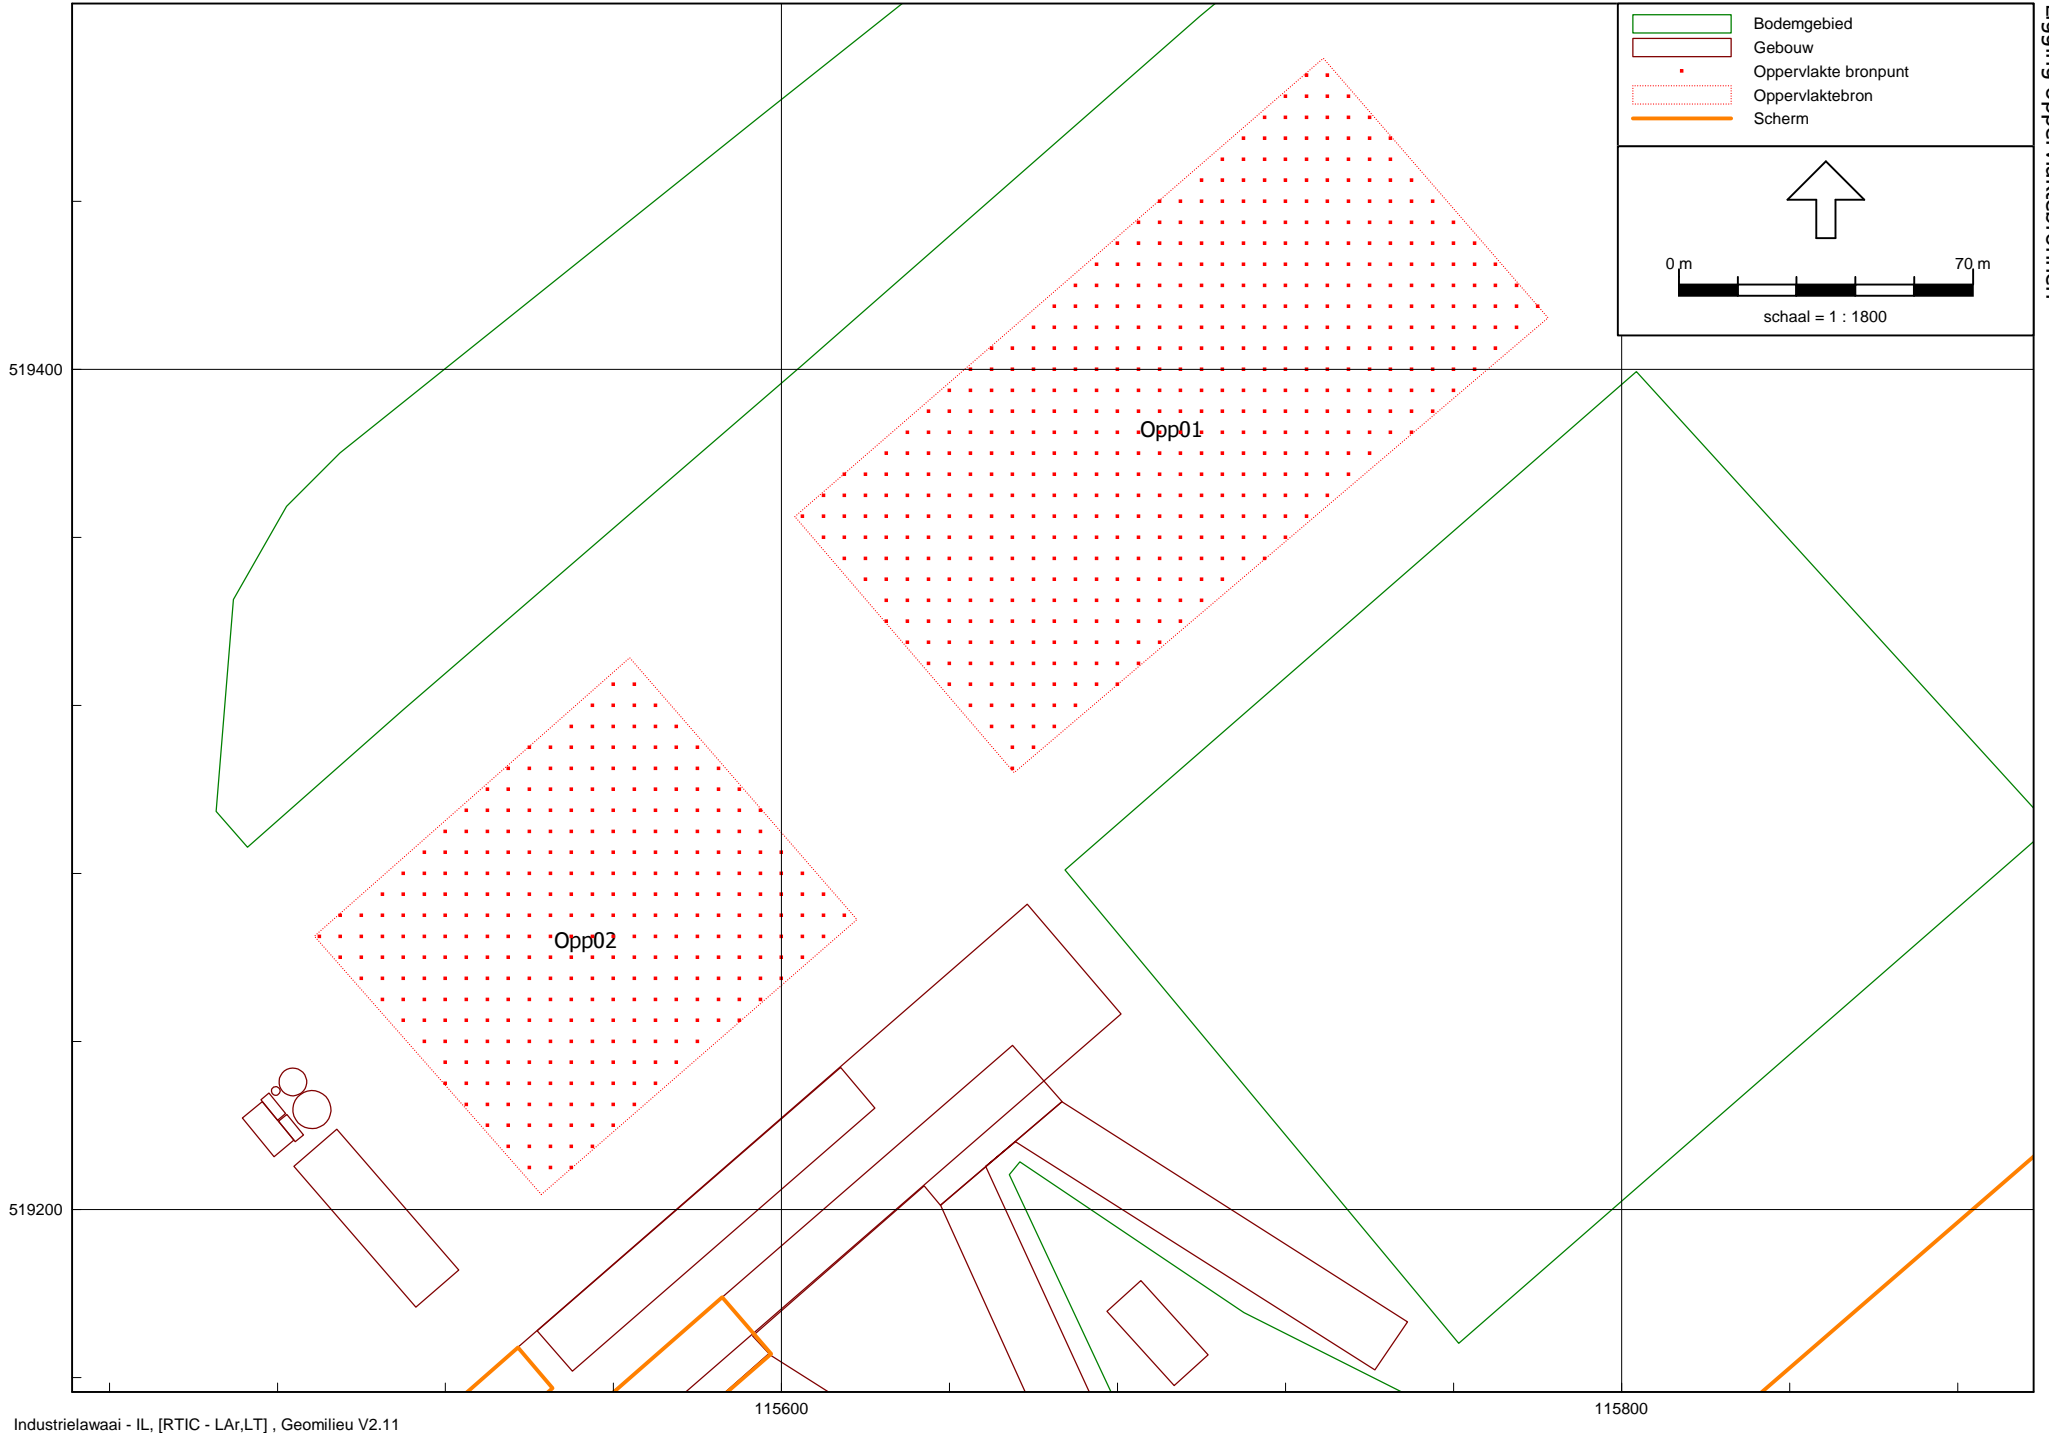 Bodemgebied
Gebouw
Oppervlakte bronpunt
Oppervlaktebron
Scherm
0 m 70 m
schaal = 1 : 1800
519400
Opp01
Opp02
519200
115600 115800
Industrielawaai - IL, [RTIC - LAr,LT] , Geomilieu V2.11